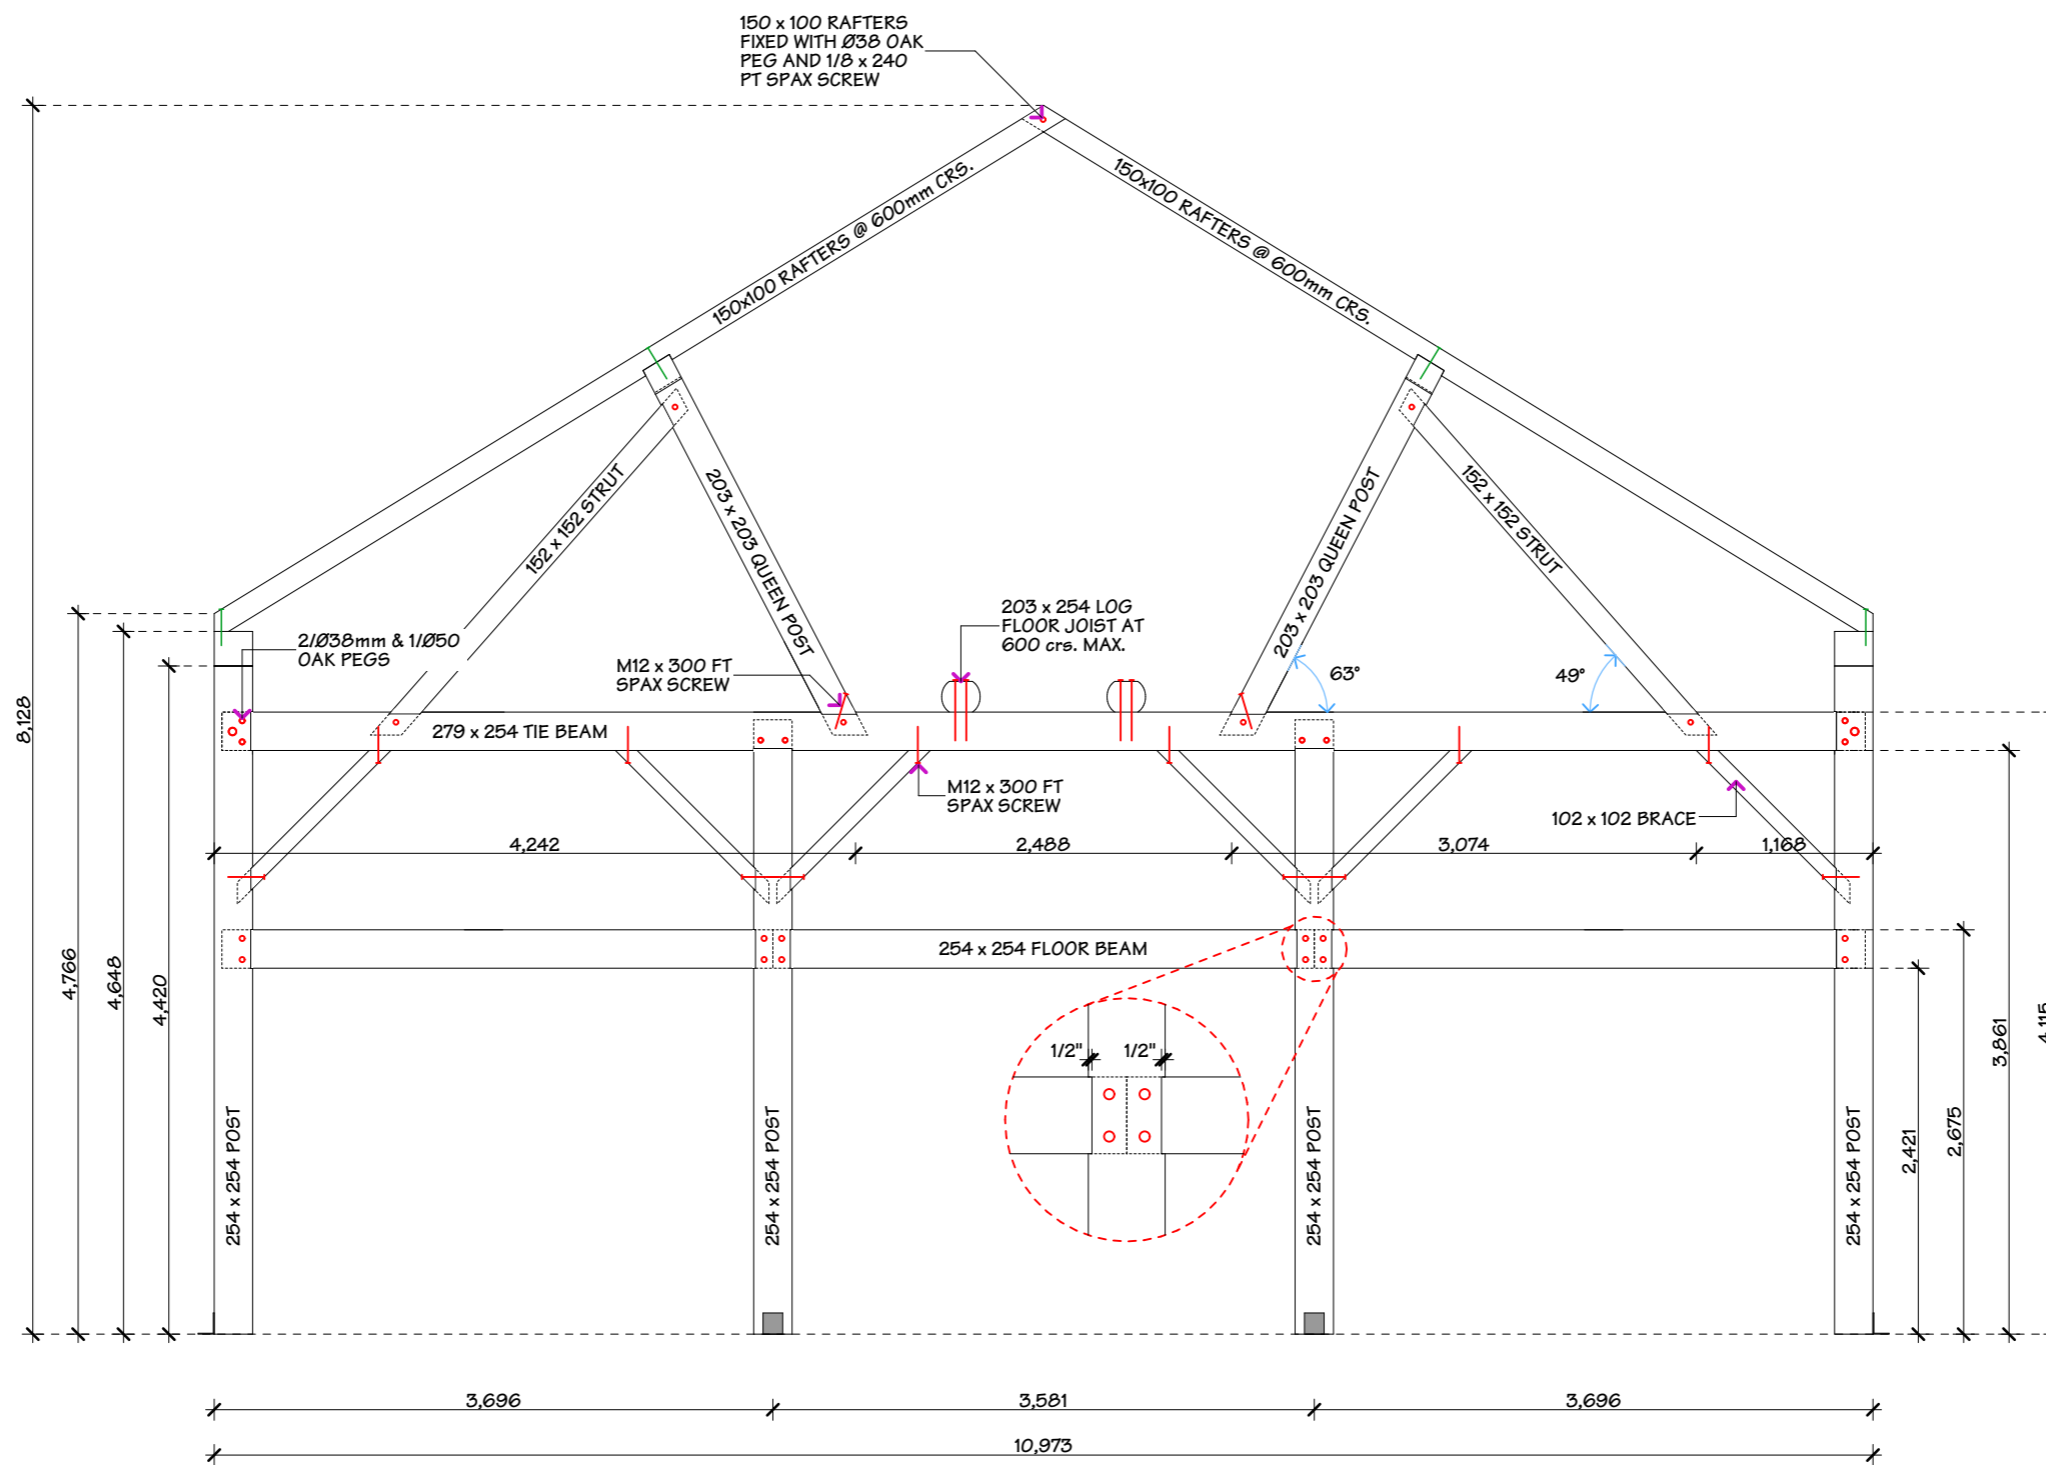 150 x 100 RAFTERS
FIXED WITH Ø38 OAK
PEG AND 1/8 x 240
PT SPAX SCREW
150x100 RAFTERS @ 600mm CRS.
150x100 RAFTERS @ 600mm CRS.
152 x 152 STRUT
203 x 203 QUEEN POST
203 x 203 QUEEN POST
152 x 152 STRUT
203 x 254 LOG
FLOOR JOIST AT
600 crs. MAX.
2/Ø38mm & 1/Ø50
OAK PEGS
M12 x 300 FT
SPAX SCREW
63°
49°
8,128
279 x 254 TIE BEAM
M12 x 300 FT
SPAX SCREW
102 x 102 BRACE
4,242
2,488
3,074
1,168
254 x 254 FLOOR BEAM
4,766
4,648
4,420
1/2"
1/2"
4,115
3,861
2,675
2,421
254 x 254 POST
254 x 254 POST
254 x 254 POST
254 x 254 POST
3,696
3,581
3,696
10,973